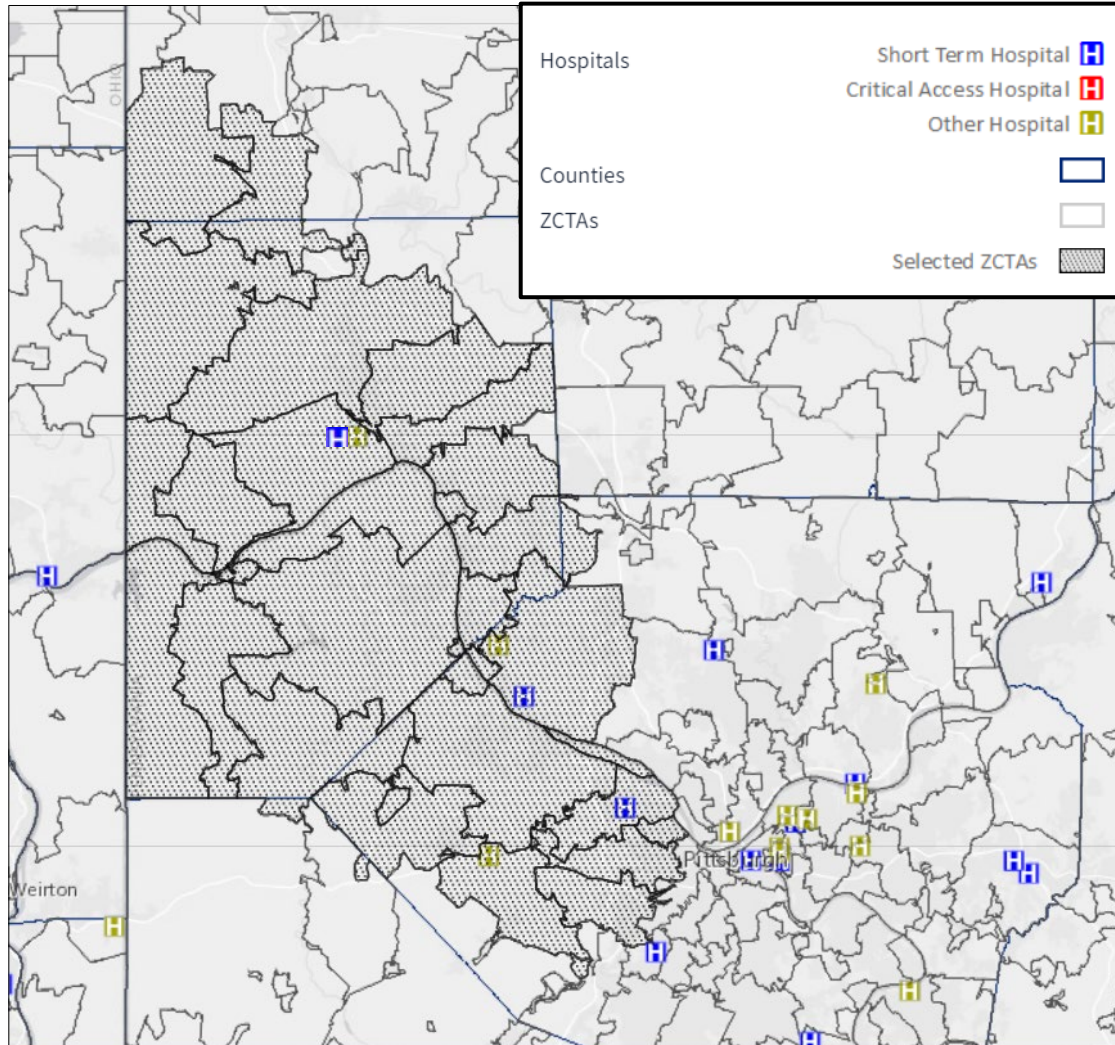 OHIO
Hospitals
Short Term Hospital H
Critical Access Hospital H
Other Hospital H
Counties
ZCTAs
Selected ZCTAs
H H
H
H
H
H
H
H
H
H
H
H
H H
H
H
H
Pittsburgh
H
H
H
H
Weirton
H
H
H
H